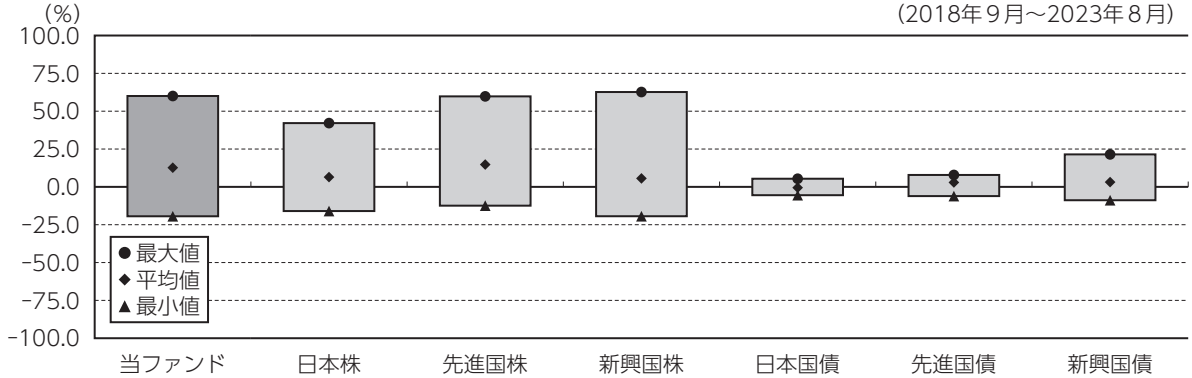 (%)
(2018年９月～2023年８月)
100.0
75.0
50.0
25.0
0.0
−25.0
−50.0
−75.0
−100.0
●最大値
◆平均値
▲最小値
当ファンド 日本株 先進国株 新興国株 日本国債 先進国債 新興国債